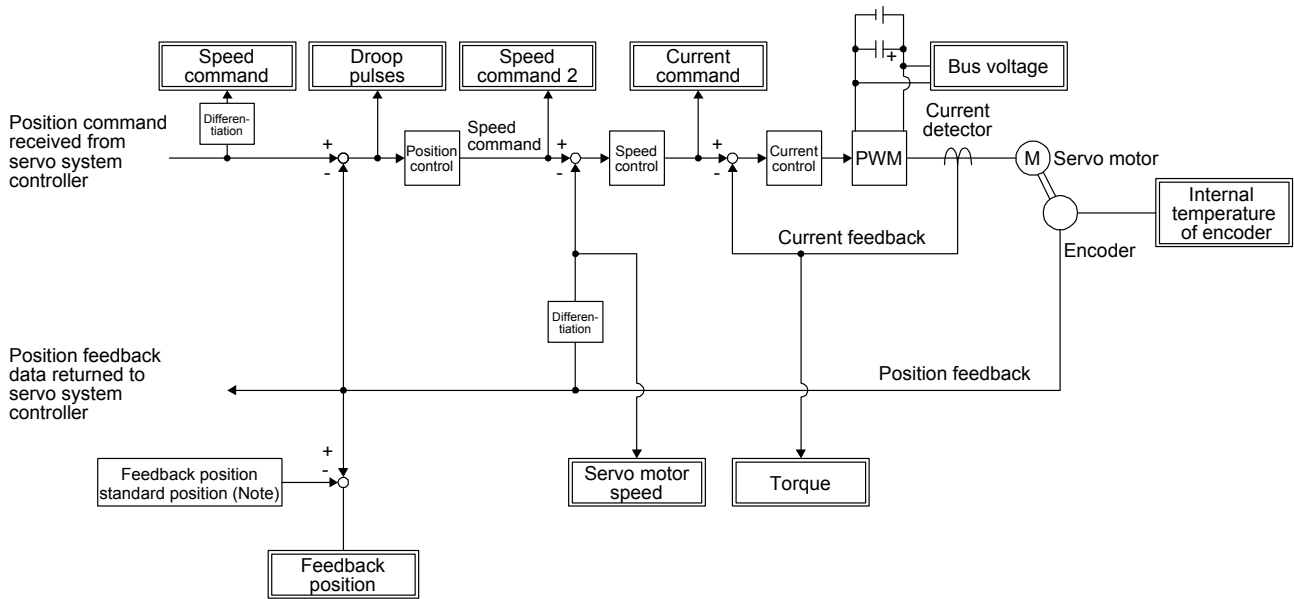 Speed
command
Droop
pulses
Speed
command 2
Current
command
Bus voltage
+
Differen-
tiation
Current
detector
Position command
received from
servo system
controller
+
-
Position
control
Speed
command
+
-
Speed
control
+
-
Current
control
PWM
M
Servo motor
Internal
temperature
of encoder
Current feedback
Encoder
Differen-
tiation
Position feedback
data returned to
servo system
controller
Position feedback
+
-
Feedback position
standard position (Note)
Servo motor
speed
Torque
Feedback
position